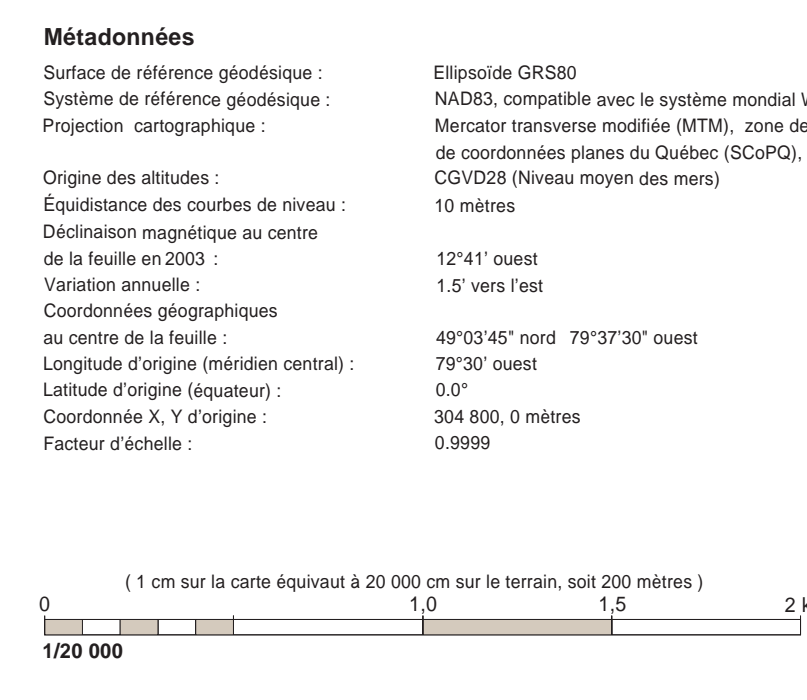 Métadonnées
Surface de référence géodésique : Ellipsoïde GRS80
Système de référence géodésique : NAD83, compatible avec le système mondial
Projection cartographique : Mercator transverse modifiée (MTM), zone de
de coordonnées planes du Québec (SCoPQ),
Origine des altitudes : CGVD28 (Niveau moyen des mers)
Équidistance des courbes de niveau : 10 mètres
Déclinaison magnétique au centre
de la feuille en 2003 : 12°41’ ouest
Variation annuelle : 1.5’ vers l’est
Coordonnées géographiques
au centre de la feuille : 49°03’45" nord 79°37’30" ouest
Longitude d’origine (méridien central) : 79°30’ ouest
Latitude d’origine (équateur) : 0.0°
Coordonnée X, Y d’origine : 304 800, 0 mètres
Facteur d’échelle : 0.9999
( 1 cm sur la carte équivaut à 20 000 cm sur le terrain, soit 200 mètres )
0 1,0 1,5 2
1/20 000